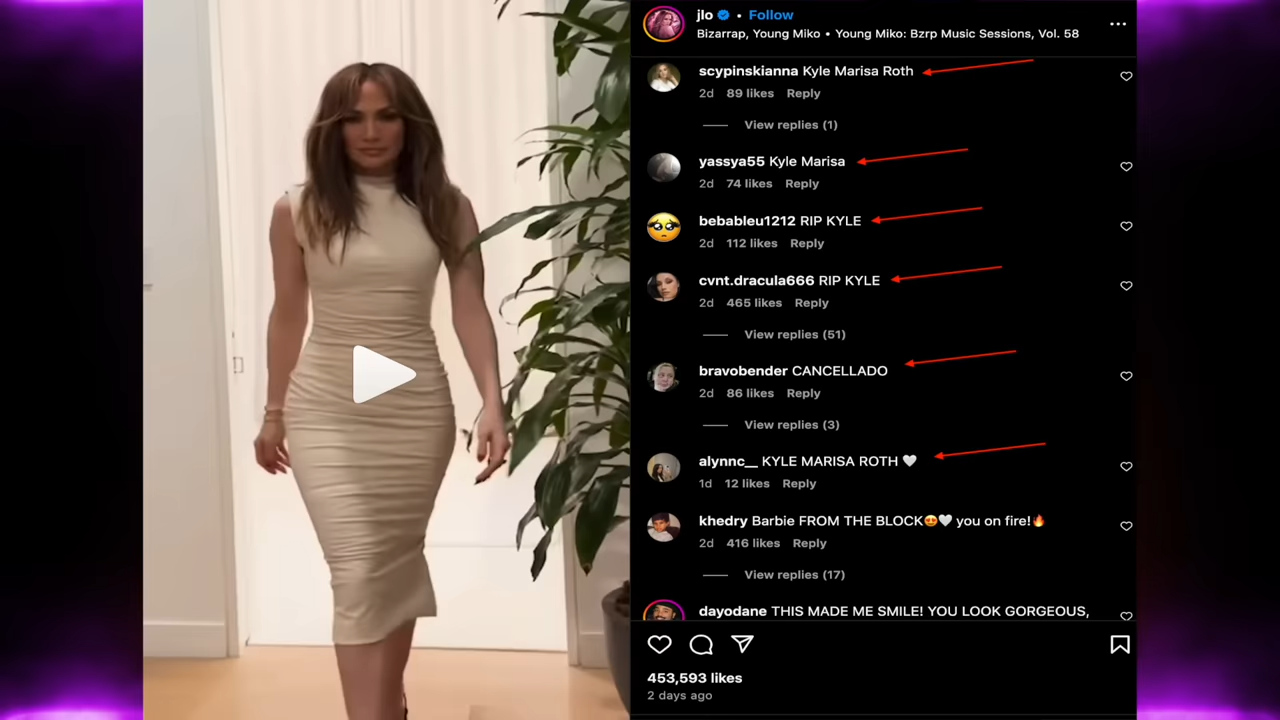 jlo • Follow
Bizarrap, Young Miko • Young Miko: Bzrp Music Sessions, Vol. 58
scypinskianna Kyle Marisa Roth
2d 89 likes Reply
View replies (1)
yassya55 Kyle Marisa
2d 74 likes Reply
bebableu1212 RIP KYLE
2d 112 likes Reply
cvnt.dracula666 RIP KYLE
2d 465 likes Reply
View replies (51)
bravobender CANCELLADO
2d 86 likes Reply
View replies (3)
alynnc__ KYLE MARISA ROTH 🤍
1d 12 likes Reply
khedry Barbie FROM THE BLOCK😍🤍 you on fire!🔥
2d 416 likes Reply
View replies (17)
dayodane THIS MADE ME SMILE! YOU LOOK GORGEOUS,
453,593 likes
2 days ago